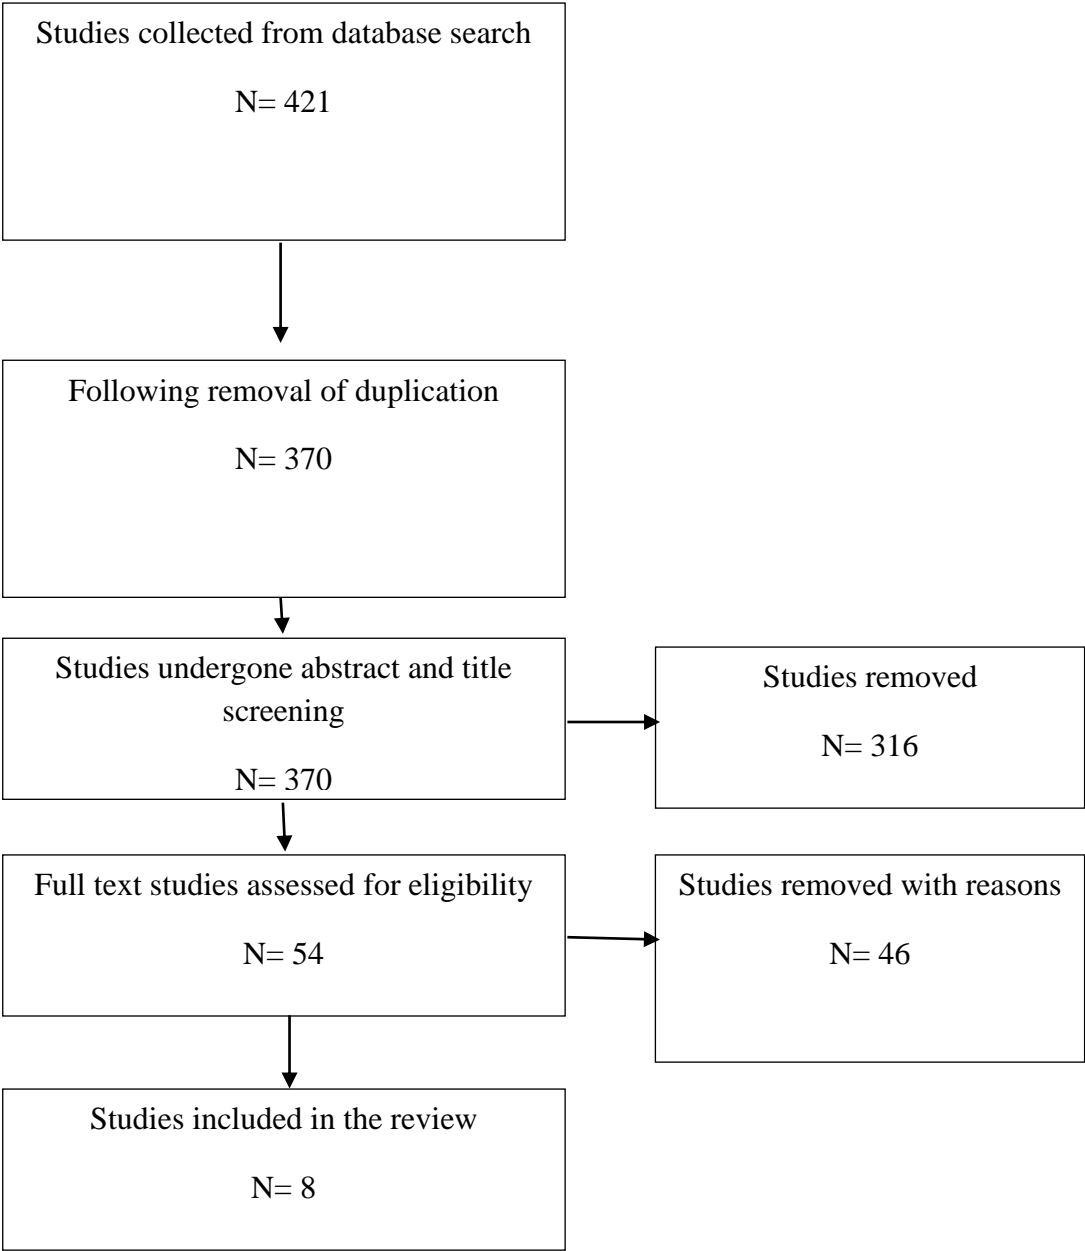 Studies collected from database search
N= 421
Following removal of duplication
N= 370
Studies undergone abstract and title
screening
N= 370
Studies removed
N= 316
Full text studies assessed for eligibility
N= 54
Studies removed with reasons
N= 46
Studies included in the review
N= 8